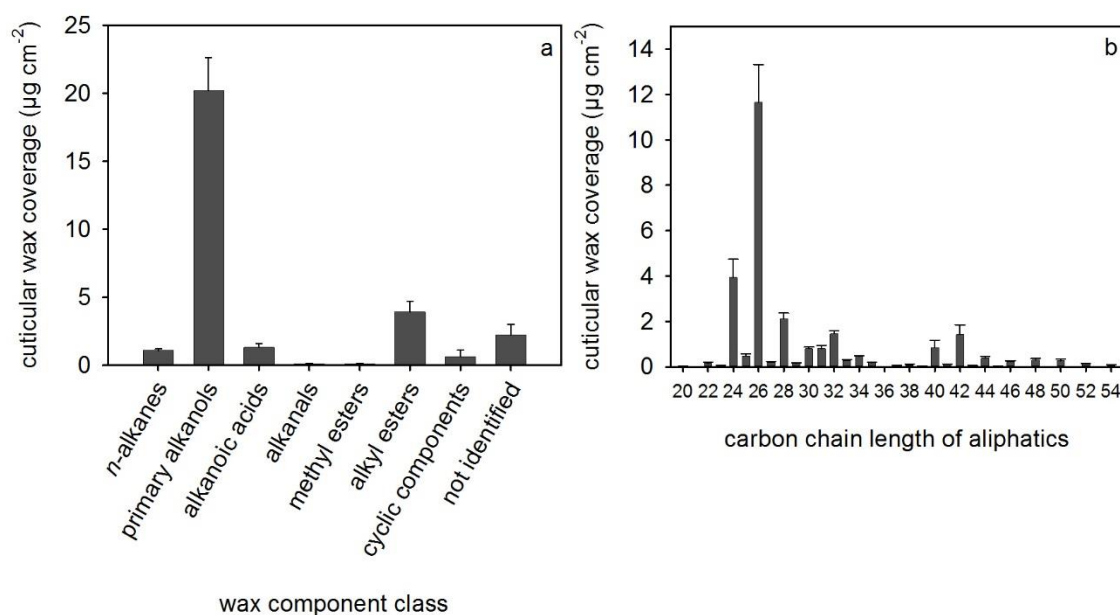 a
cuticular wax coverage (µg cm-2)
25
20
15
10
5
0
n-alkanes
primary alkanols
alkanoic acids
alkanals
methyl esters
alkyl esters
cyclic components
not identified
wax component class
b
cuticular wax coverage (µg cm-2)
14
12
10
8
6
4
2
0
20 22 24 26 28 30 32 34 36 38 40 42 44 46 48 50 52 54
carbon chain length of aliphatics